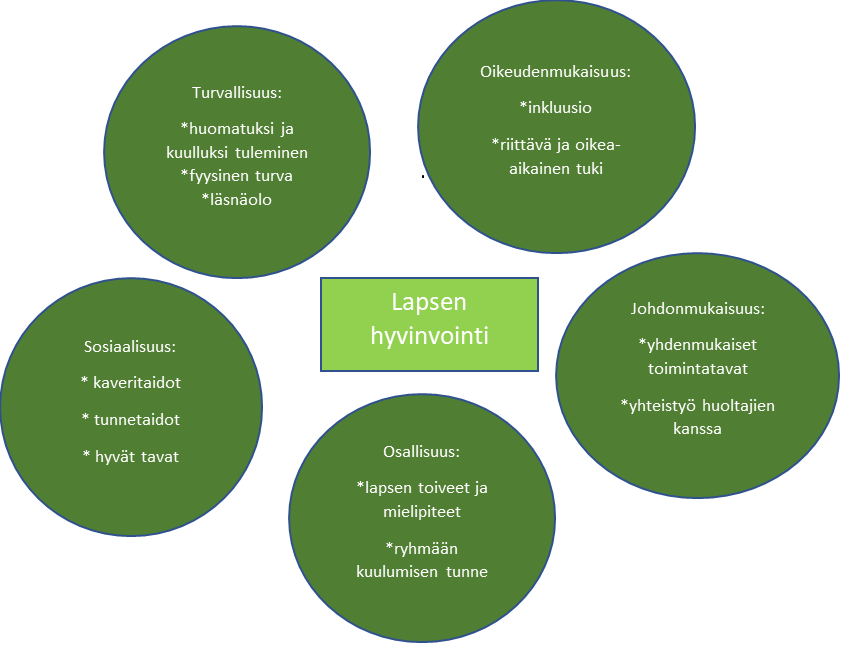 Turvallisuus:
*huomatuksi ja
kuulluksi tuleminen
*fyysinen turva
*läsnäolo
Oikeudenmukaisuus:
*inkluusio
*riittävä ja oikea-
aikainen tuki
Lapsen
hyvinvointi
Johdonmukaisuus:
*yhdenmukaiset
toimintatavat
*yhteistyö huoltajien
kanssa
Sosiaalisuus:
* kaveritaidot
* tunnetaidot
* hyvät tavat
Osallisuus:
*lapsen toiveet ja
mielipiteet
*ryhmään
kuulumisen tunne